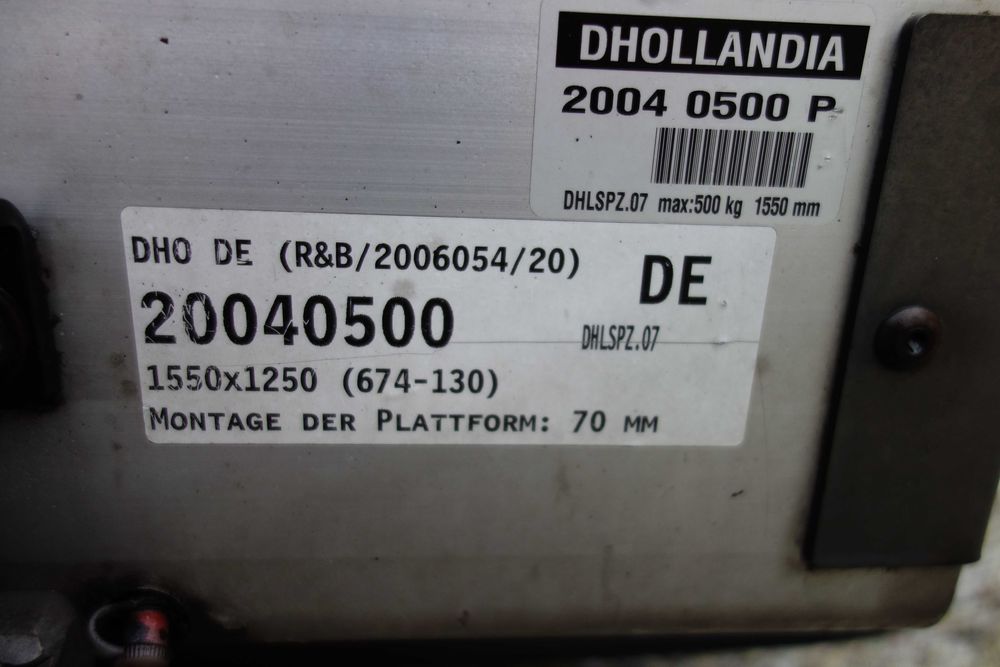 DHOLLANDIA
2004 0500 P
DHLSPZ.07 max:500 kg 1550 mm
DHO DE (R&B/2006054/20)
DE
20040500
DHLSPZ.07
1550x1250 (674-130)
MONTAGE DER PLATTFORM: 70 MM